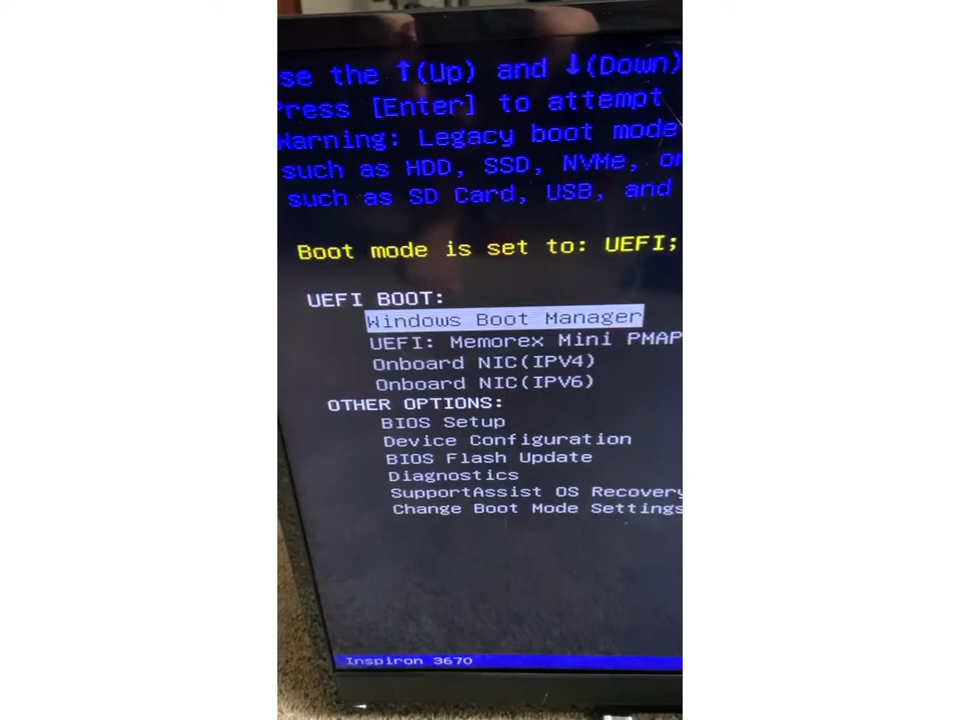 se the ↑(Up) and ↓(Down)
Press [Enter] to attempt
Warning: Legacy boot mode
such as HDD, SSD, NVMe, or
such as SD Card, USB, and
Boot mode is set to: UEFI;
UEFI BOOT:
Windows Boot Manager
UEFI: Memorex Mini PMAP
Onboard NIC(IPV4)
Onboard NIC(IPV6)
OTHER OPTIONS:
BIOS Setup
Device Configuration
BIOS Flash Update
Diagnostics
SupportAssist OS Recovery
Change Boot Mode Settings
Inspiron 3670